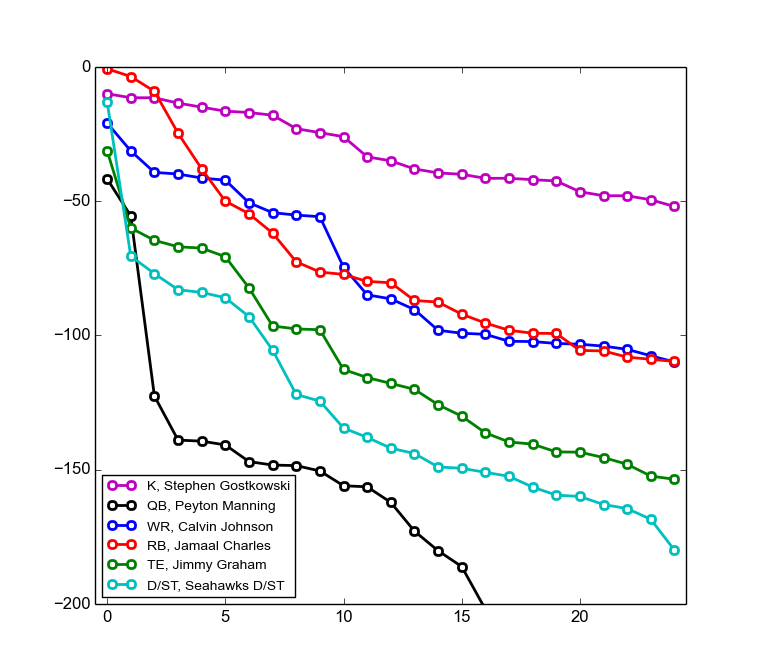 0
−50
−100
−150
−200
K, Stephen Gostkowski
QB, Peyton Manning
WR, Calvin Johnson
RB, Jamaal Charles
TE, Jimmy Graham
D/ST, Seahawks D/ST
0 5 10 15 20